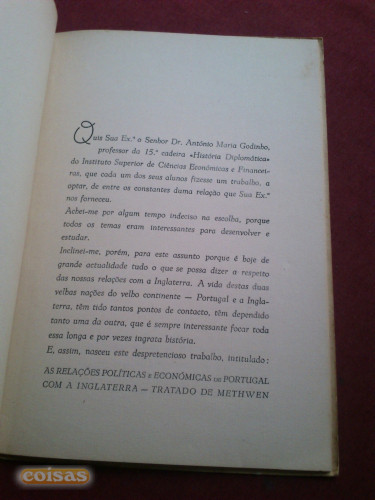 Quis Sua Ex.ª o Senhor Dr. António Maria Godinho,
professor da 15.ª cadeira «História Diplomática»
do Instituto Superior de Ciências Económicas e Financei-
ras, que cada um dos seus alunos fizesse um trabalho, a
optar, de entre os constantes duma relação que Sua Ex.ª
nos forneceu.
Achei-me por algum tempo indeciso na escolha, porque
todos os temas eram interessantes para desenvolver e
estudar.
Inclinei-me, porém, para este assunto porque é hoje de
grande actualidade tudo o que se possa dizer a respeito
das nossas relações com a Inglaterra. A vida destas duas
velhas nações do velho continente — Portugal e a Ingla-
terra, têm tido tantos pontos de contacto, têm dependido
tanto uma da outra, que é sempre interessante focar toda
essa longa e por vezes ingrata história.
E, assim, nasceu este despretencioso trabalho, intitulado:
AS RELAÇÕES POLÍTICAS E ECONÓMICAS DE PORTUGAL
COM A INGLATERRA — TRATADO DE METHWEN
coisas